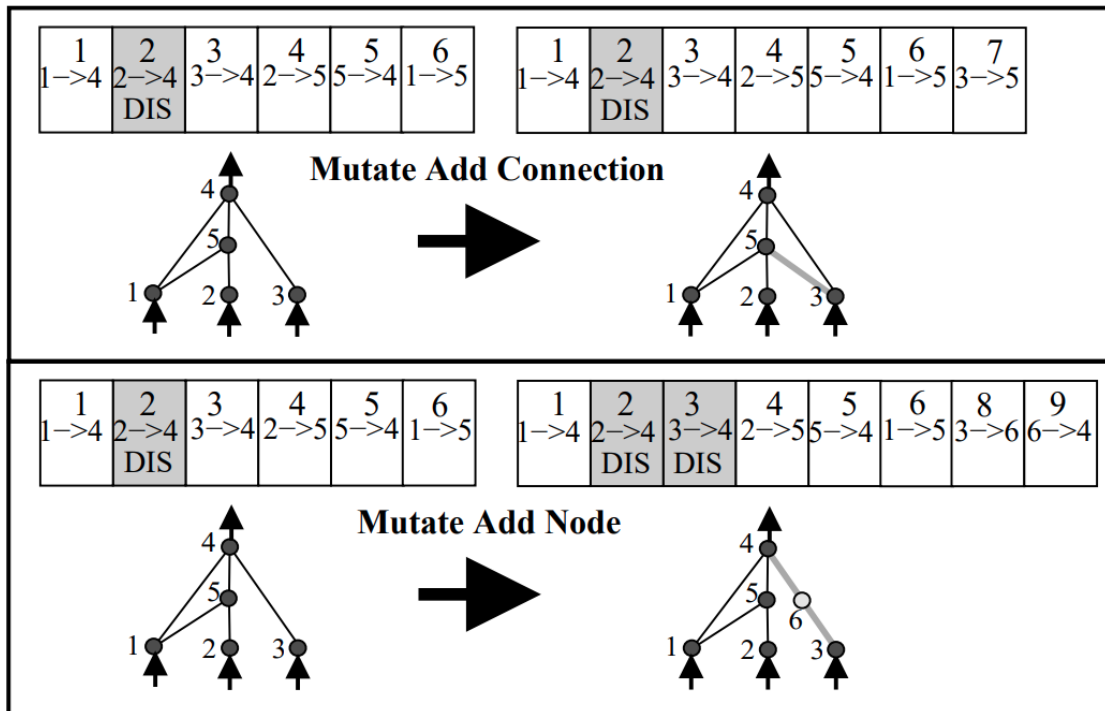 1 2 3 4 5 6
1->4 2->4 3->4 2->5 5->4 1->5
DIS
1 2 3 4 5 6 7
1->4 2->4 3->4 2->5 5->4 1->5 3->5
DIS
Mutate Add Connection
4
5
1 2 3
4
5
1 2 3
1 2 3 4 5 6
1->4 2->4 3->4 2->5 5->4 1->5
DIS
1 2 3 4 5 6 8 9
1->4 2->4 3->4 2->5 5->4 1->5 3->6 6->4
DIS DIS
Mutate Add Node
4
5
1 2 3
4
5 6
1 2 3